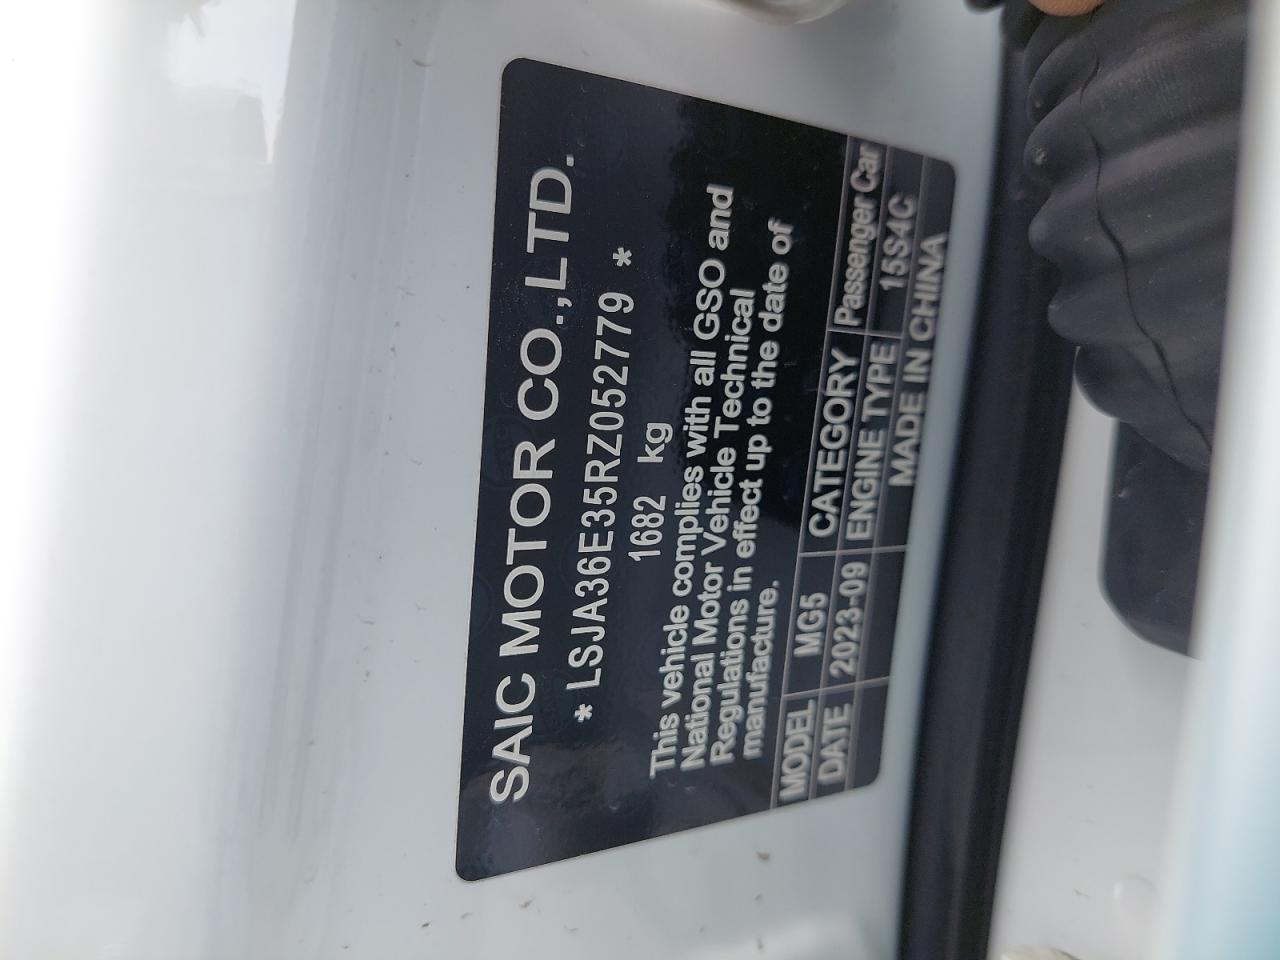 SAIC MOTOR CO.,LTD.
* LSJA36E35RZ052779 *
1682 kg
This vehicle complies with all GSO and
National Motor Vehicle Technical
Regulations in effect up to the date of
manufacture.
MODEL MG5 CATEGORY Passenger Car
DATE 2023-09 ENGINE TYPE 15S4C
MADE IN CHINA